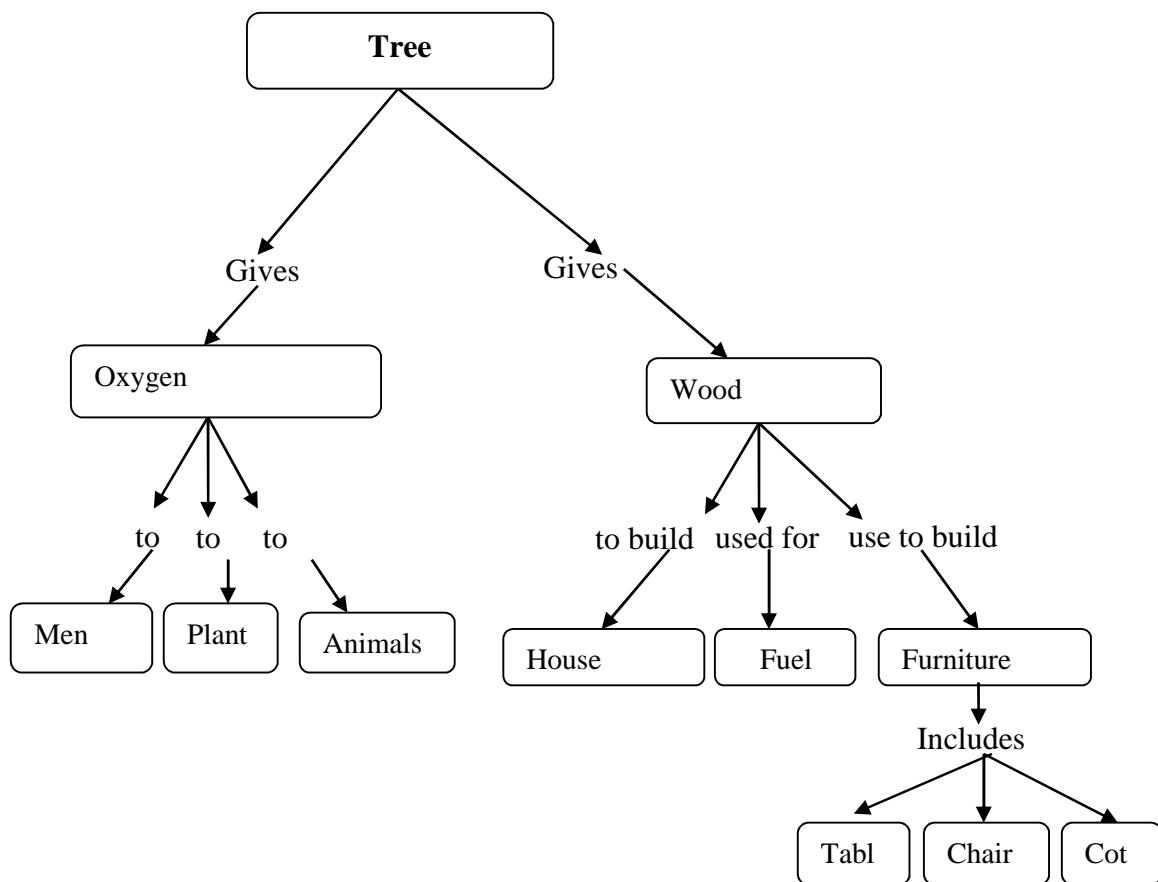 Tree
Gives Gives
Oxygen
Wood
to to to
to build used for use to build
Men Plant Animals
House Fuel Furniture
Includes
Tabl Chair Cot